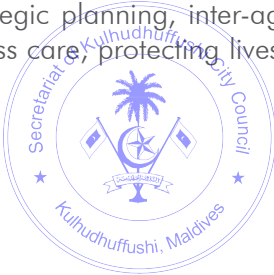 egic planning, inter-ag
ss care, protecting lives
Secretariat of Kulhudhuffushi City Council
Kulhudhuffushi, Maldives